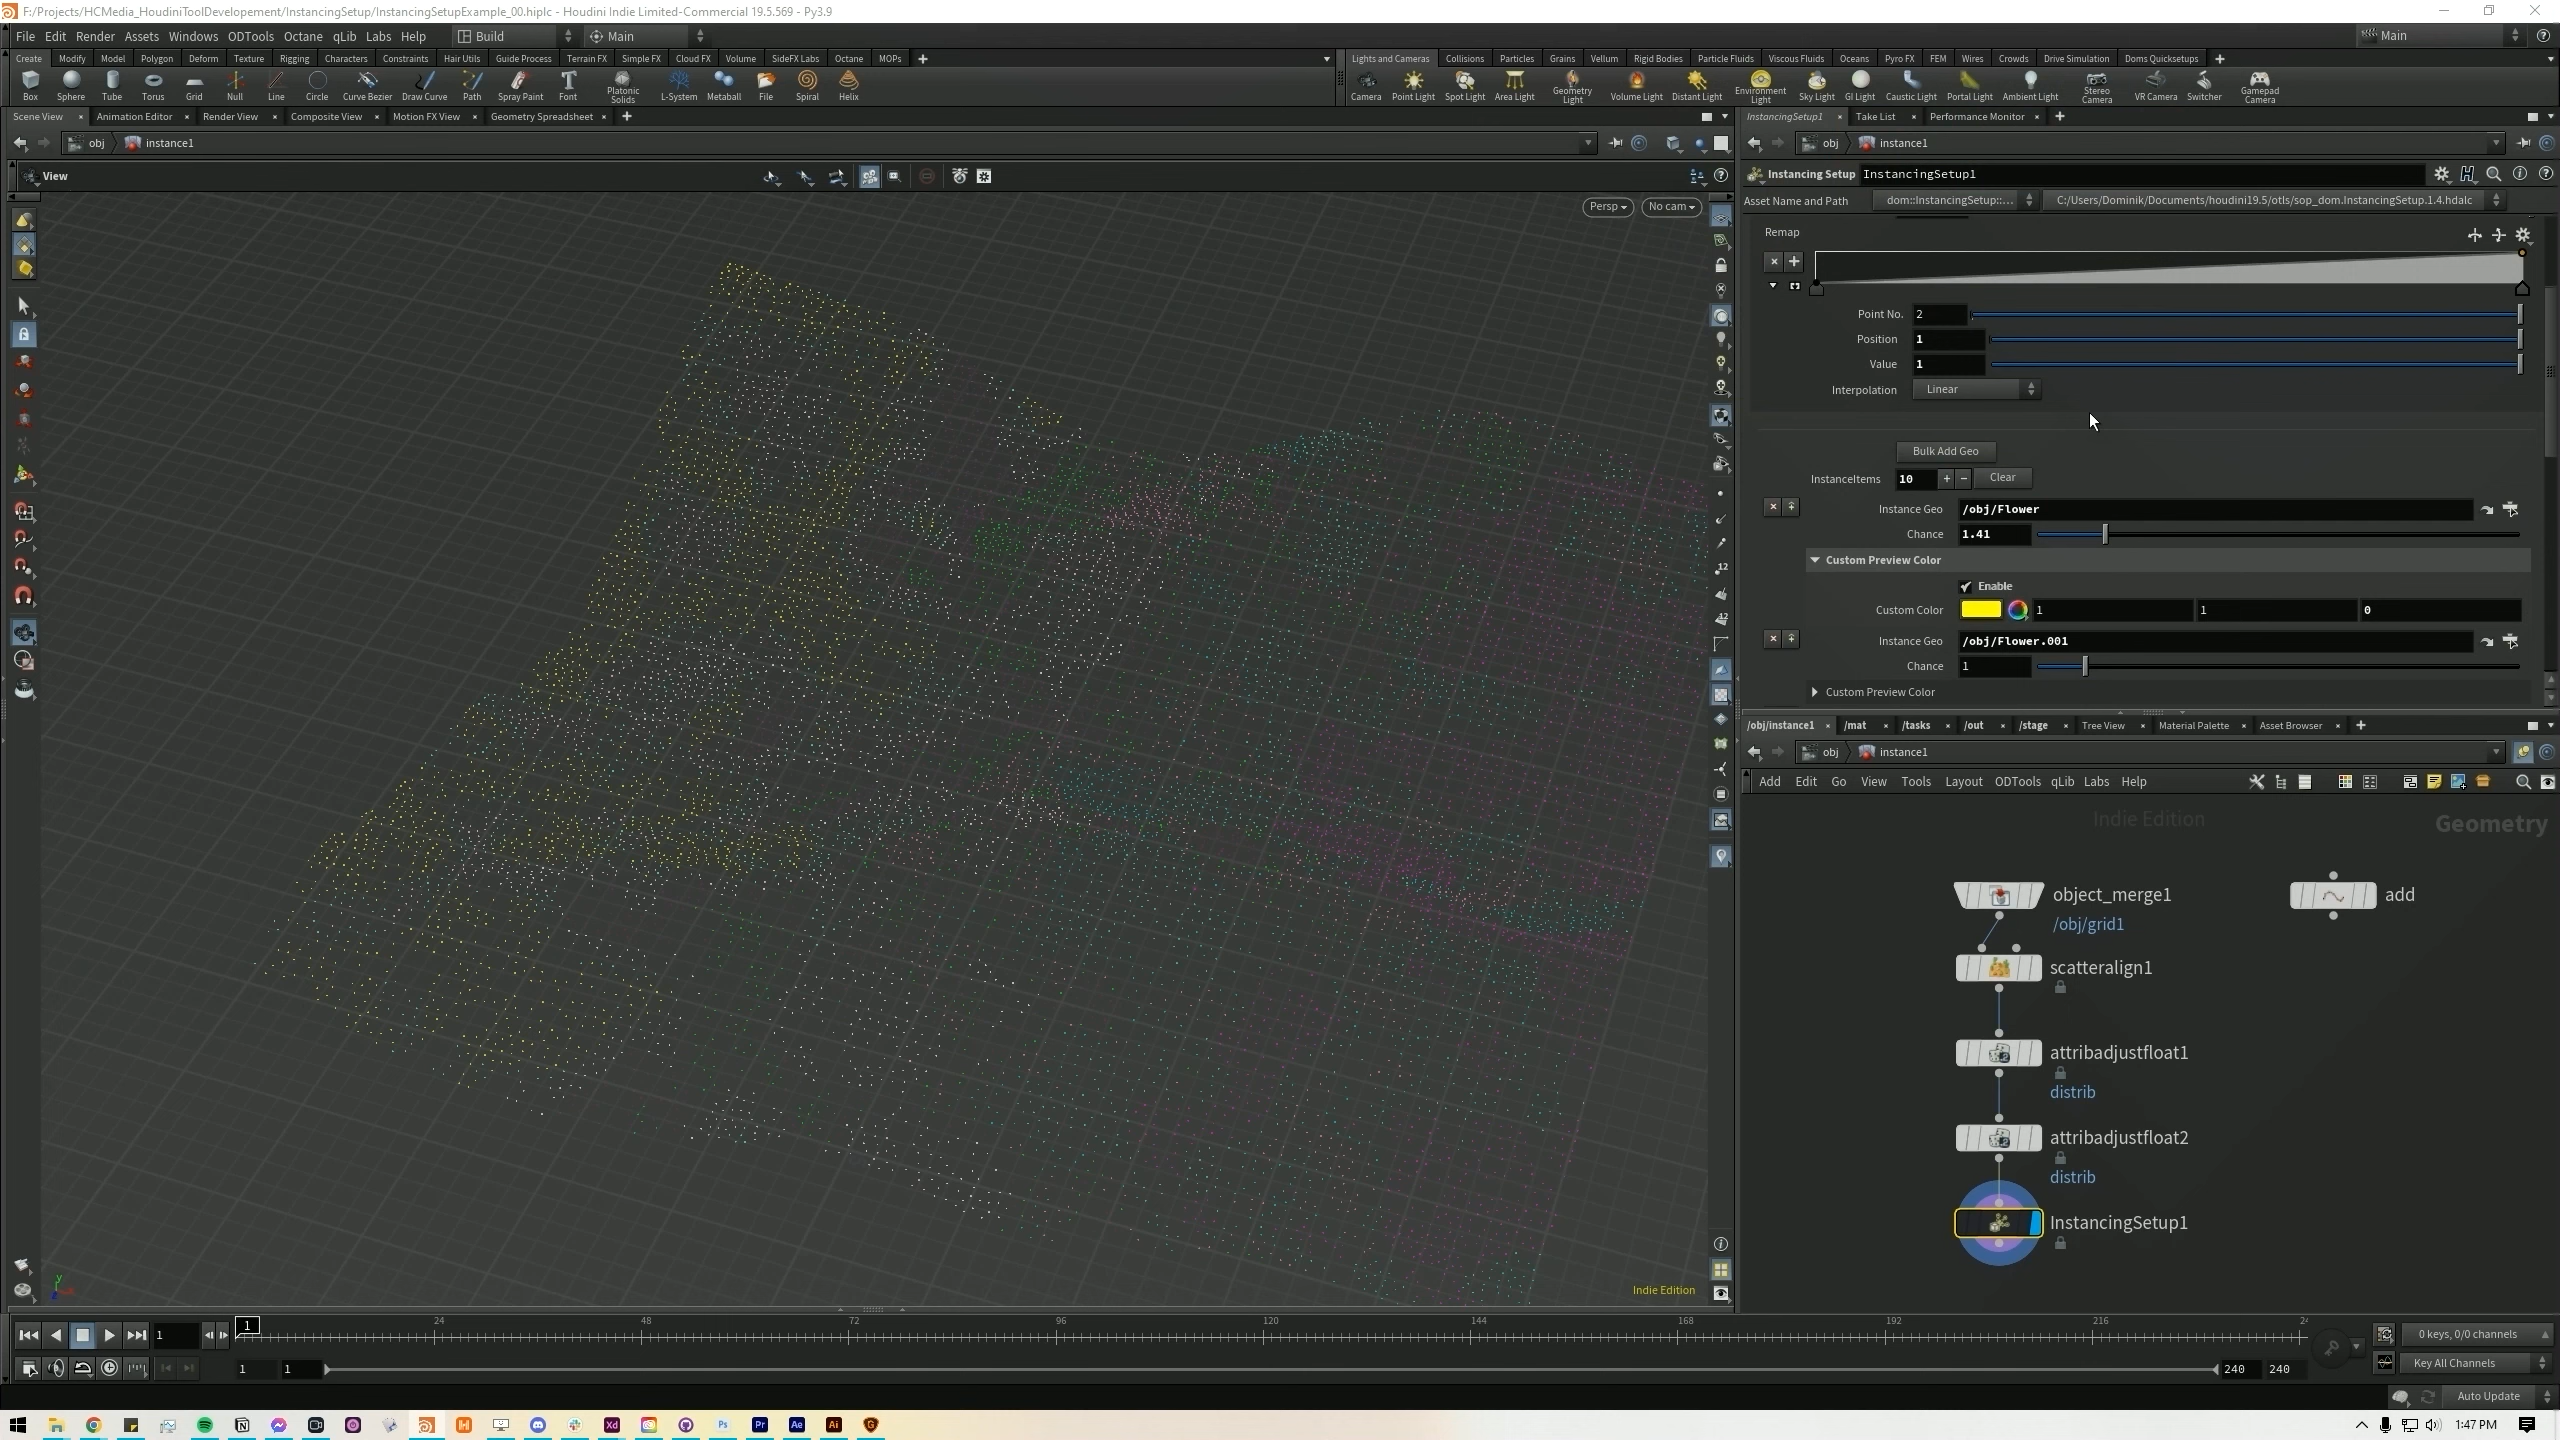 F:/Projects/HCMedia_HoudiniToolDevelopement/InstancingSetup/InstancingSetupExample_00.hiplc - Houdini Indie Limited-Commercial 19.5.569 - Py3.9
File Edit Render Assets Windows ODTools Octane qLib Labs Help Build Main Main
Create Modify Model Polygon Deform Texture Rigging Characters Constraints Hair Utils Guide Process Terrain FX Simple FX Cloud FX Volume SideFX Labs Octane MOPs
Lights and Cameras Collisions Particles Grains Vellum Rigid Bodies Particle Fluids Viscous Fluids Oceans Pyro FX FEM Wires Crowds Drive Simulation Doms Quicksetups
Box Sphere Tube Torus Grid Null Line Circle Curve Bezier Draw Curve Path Spray Paint Font Platonic Solids L-System Metaball File Spiral Helix
Camera Point Light Spot Light Area Light Geometry Light Volume Light Distant Light Environment Light Sky Light GI Light Caustic Light Portal Light Ambient Light Stereo Camera VR Camera Switcher Gamepad Camera
Scene View Animation Editor Render View Composite View Motion FX View Geometry Spreadsheet
InstancingSetup1 Take List Performance Monitor
obj instance1
obj instance1
View
Persp No cam
Instancing Setup InstancingSetup1
Asset Name and Path dom::InstancingSetup::... C:/Users/Dominik/Documents/houdini19.5/otls/sop_dom.InstancingSetup.1.4.hdalc
Remap
Point No. 2
Position 1
Value 1
Interpolation Linear
Bulk Add Geo
InstanceItems 10 + − Clear
Instance Geo /obj/Flower
Chance 1.41
Custom Preview Color
Enable
Custom Color 1 1 0
Instance Geo /obj/Flower.001
Chance 1
Custom Preview Color
/obj/instance1 /mat /tasks /out /stage Tree View Material Palette Asset Browser
obj instance1
Add Edit Go View Tools Layout ODTools qLib Labs Help
Indie Edition
Geometry
object_merge1
/obj/grid1
add
scatteralign1
attribadjustfloat1
distrib
attribadjustfloat2
distrib
InstancingSetup1
Indie Edition
1 1 24 48 72 96 120 144 168 192 216
1 1 240 240
0 keys, 0/0 channels
Key All Channels
Auto Update
1:47 PM